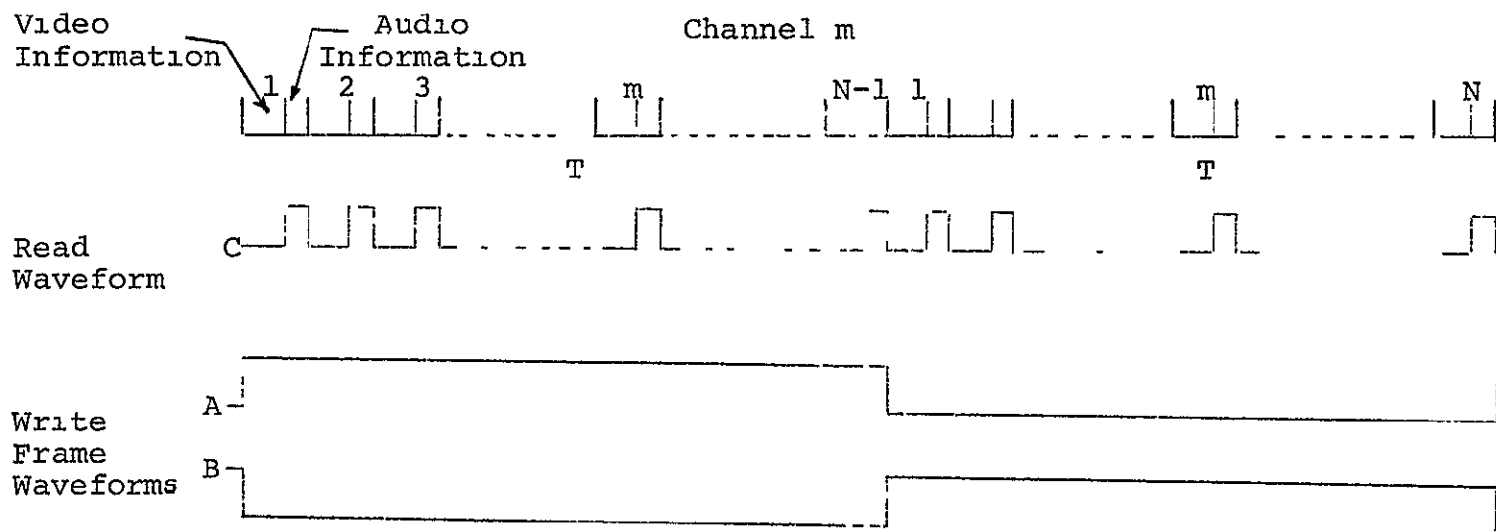 Video
Information
Audio
Information
Channel m
1 2 3 m N-1 1 m N
T T
Read
Waveform
C
A
Write
Frame
Waveforms
B